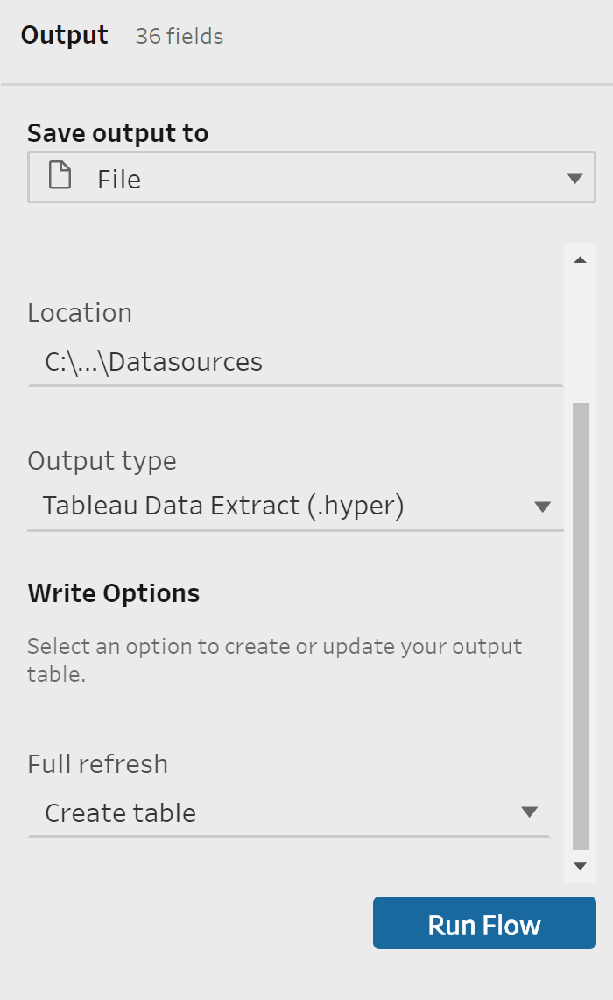 Output 36 fields
Save output to
File
Location
C:\...\Datasources
Output type
Tableau Data Extract (.hyper)
Write Options
Select an option to create or update your output
table.
Full refresh
Create table
Run Flow